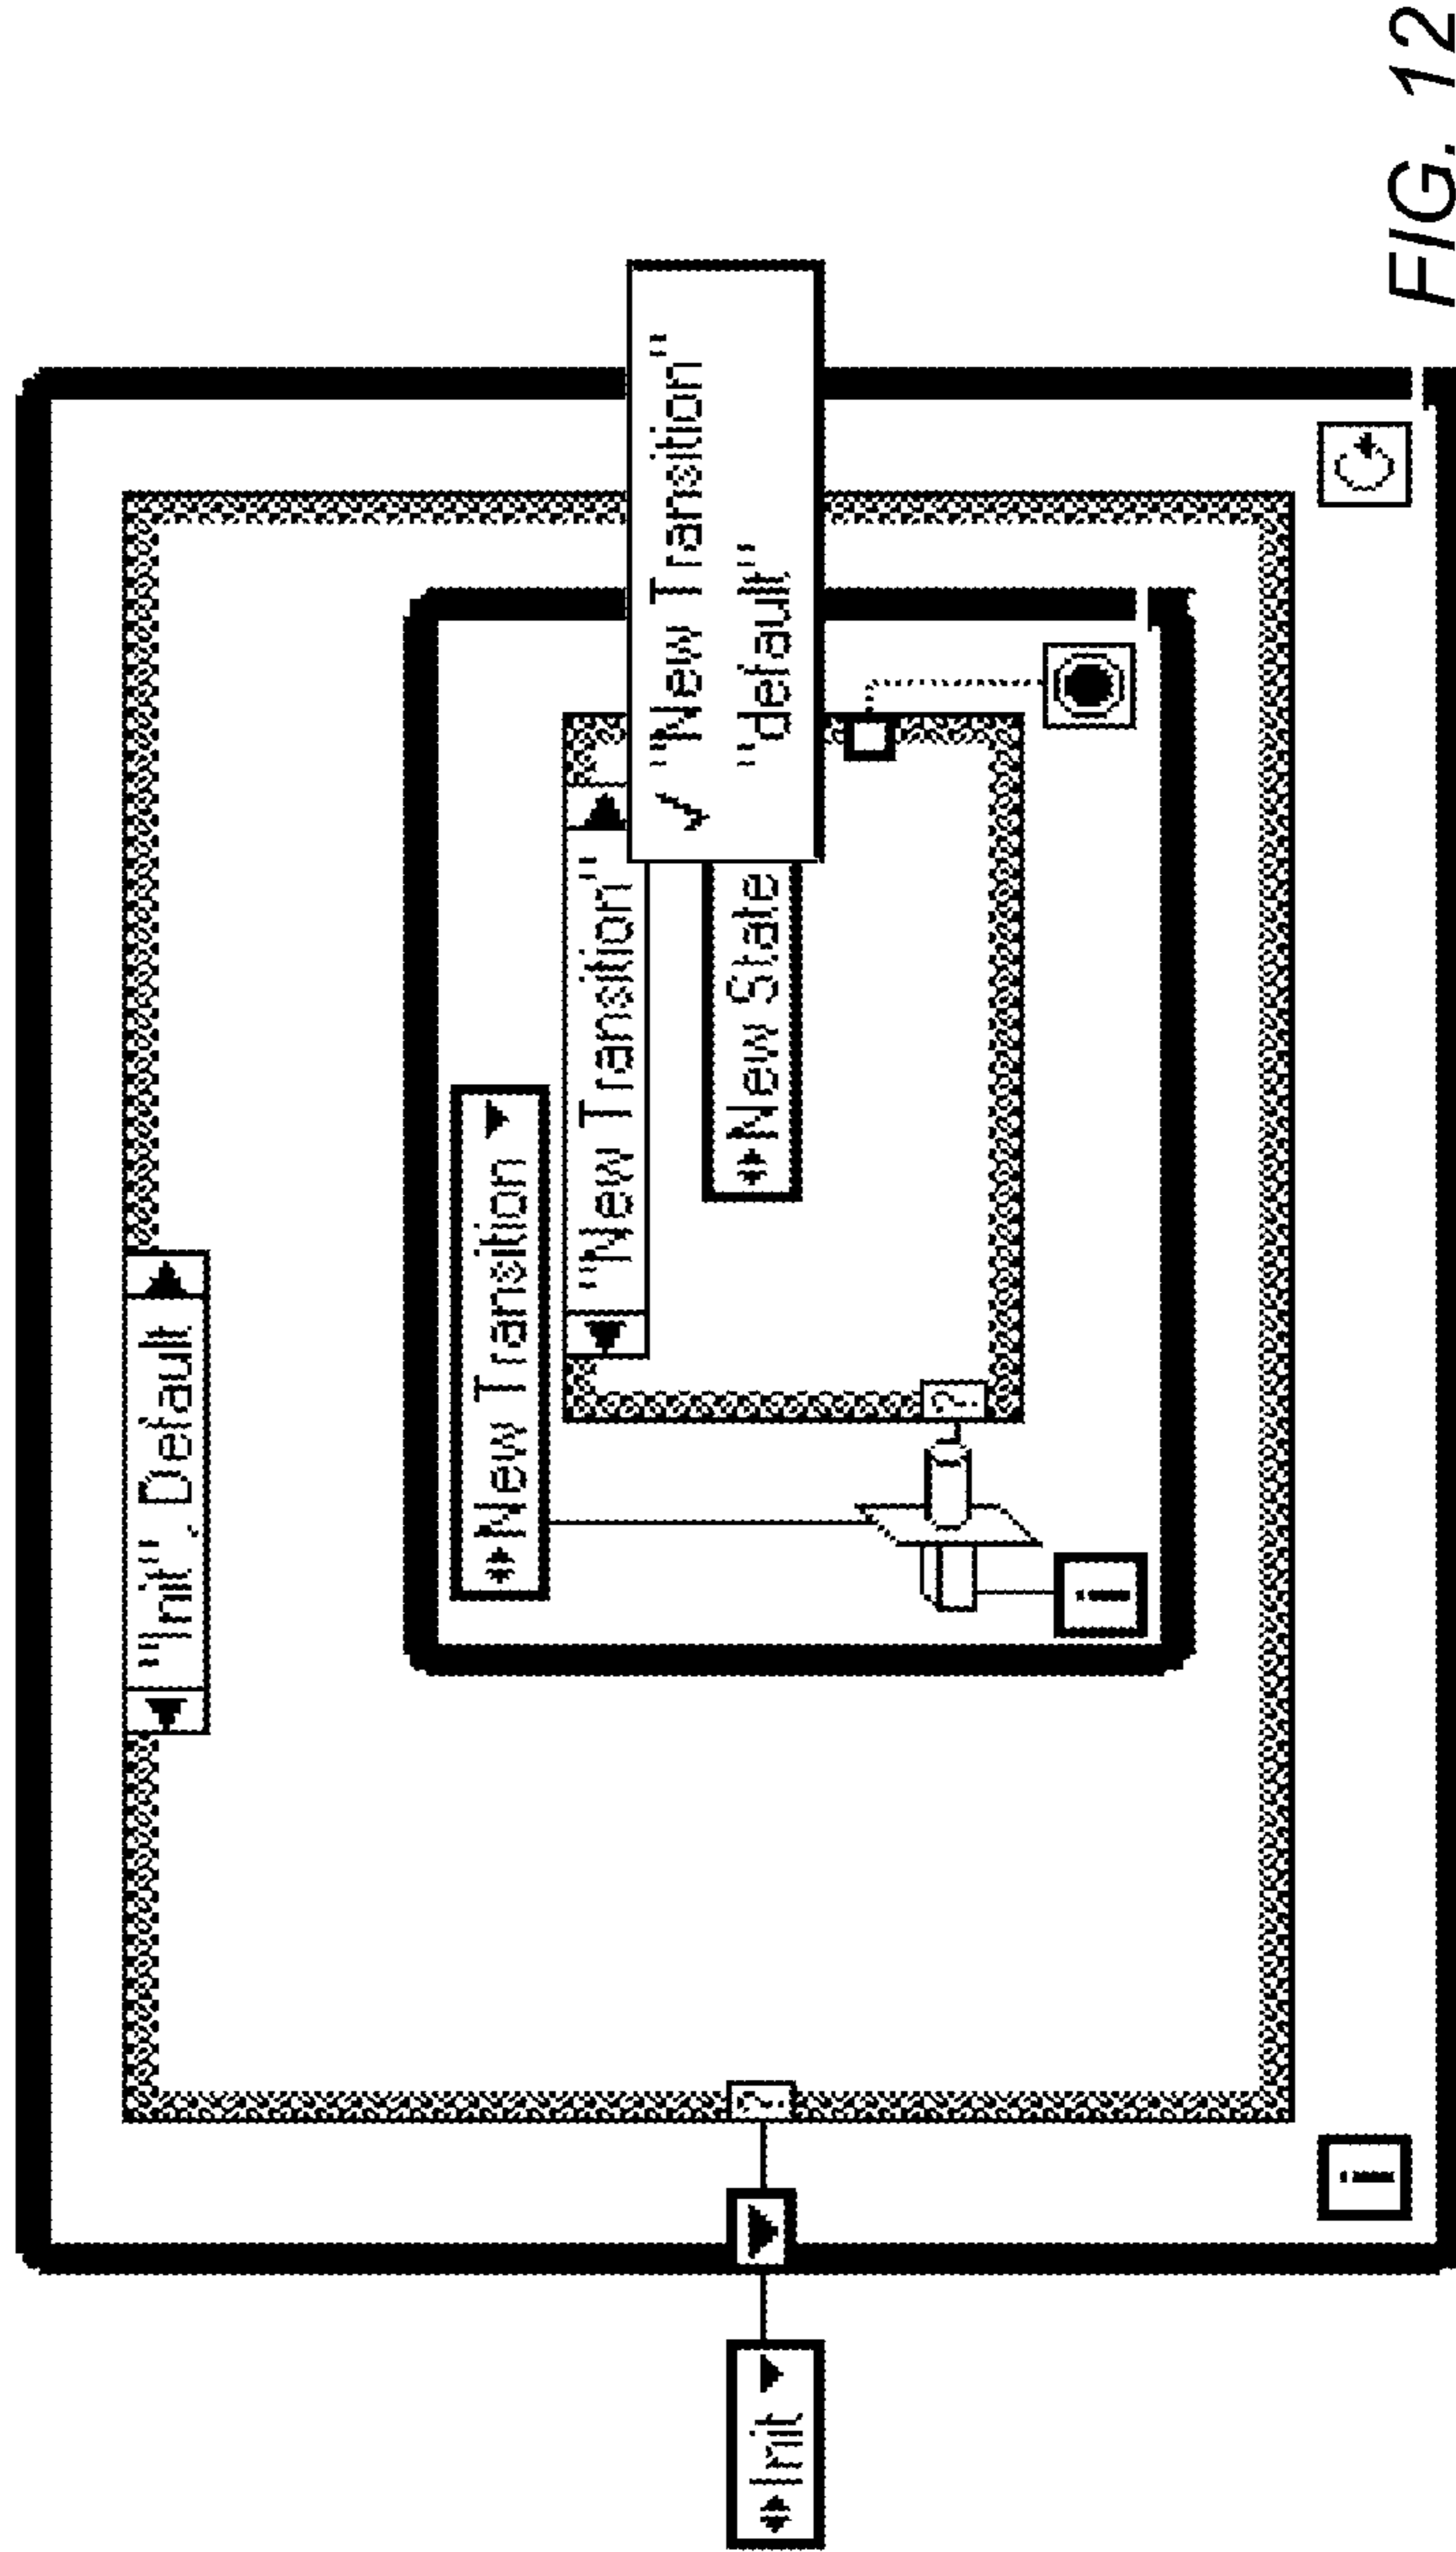 "Init", Default
New Transition
"New Transition"
✓ "New Transition"
"default"
New State
?
i
?
Init
i
FIG. 12